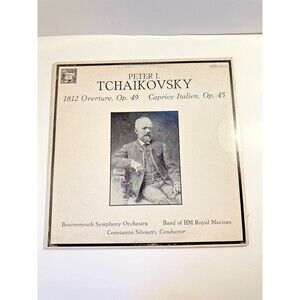 PETER I.
TCHAIKOVSKY
1812 Overture, Op. 49 Caprice Italien, Op. 45
Bournemouth Symphony Orchestra Band of HM Royal Marines
Constantin Silvestri, Conductor